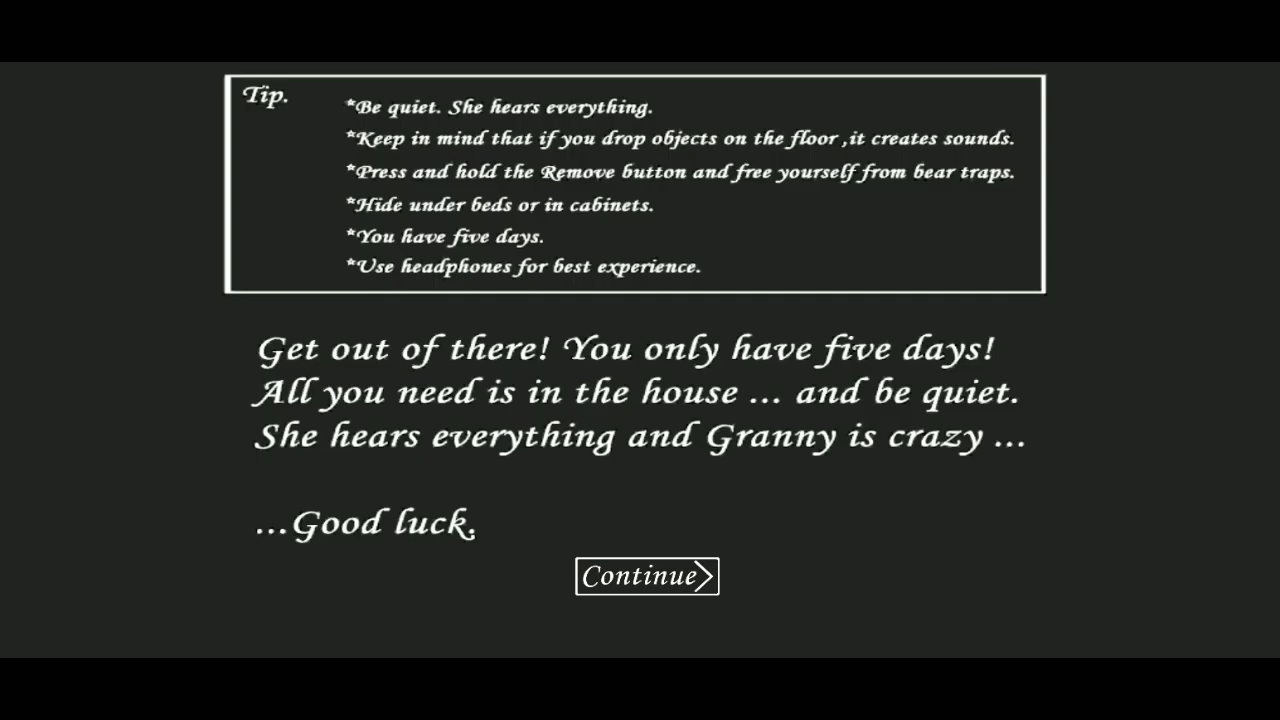 Tip.
*Be quiet. She hears everything.
*Keep in mind that if you drop objects on the floor ,it creates sounds.
*Press and hold the Remove button and free yourself from bear traps.
*Hide under beds or in cabinets.
*You have five days.
*Use headphones for best experience.
Get out of there! You only have five days!
All you need is in the house ... and be quiet.
She hears everything and Granny is crazy ...
...Good luck.
Continue>